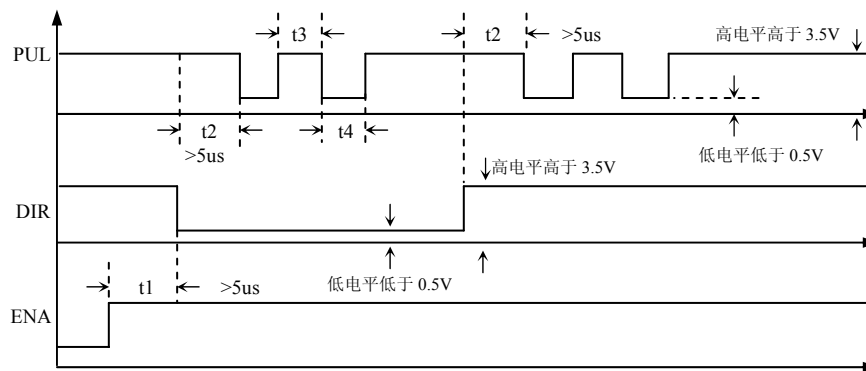 t3
t2
>5us
高电平高于 3.5V
PUL
t2
t4
>5us
低电平低于 0.5V
高电平高于 3.5V
DIR
t1
>5us
低电平低于 0.5V
ENA